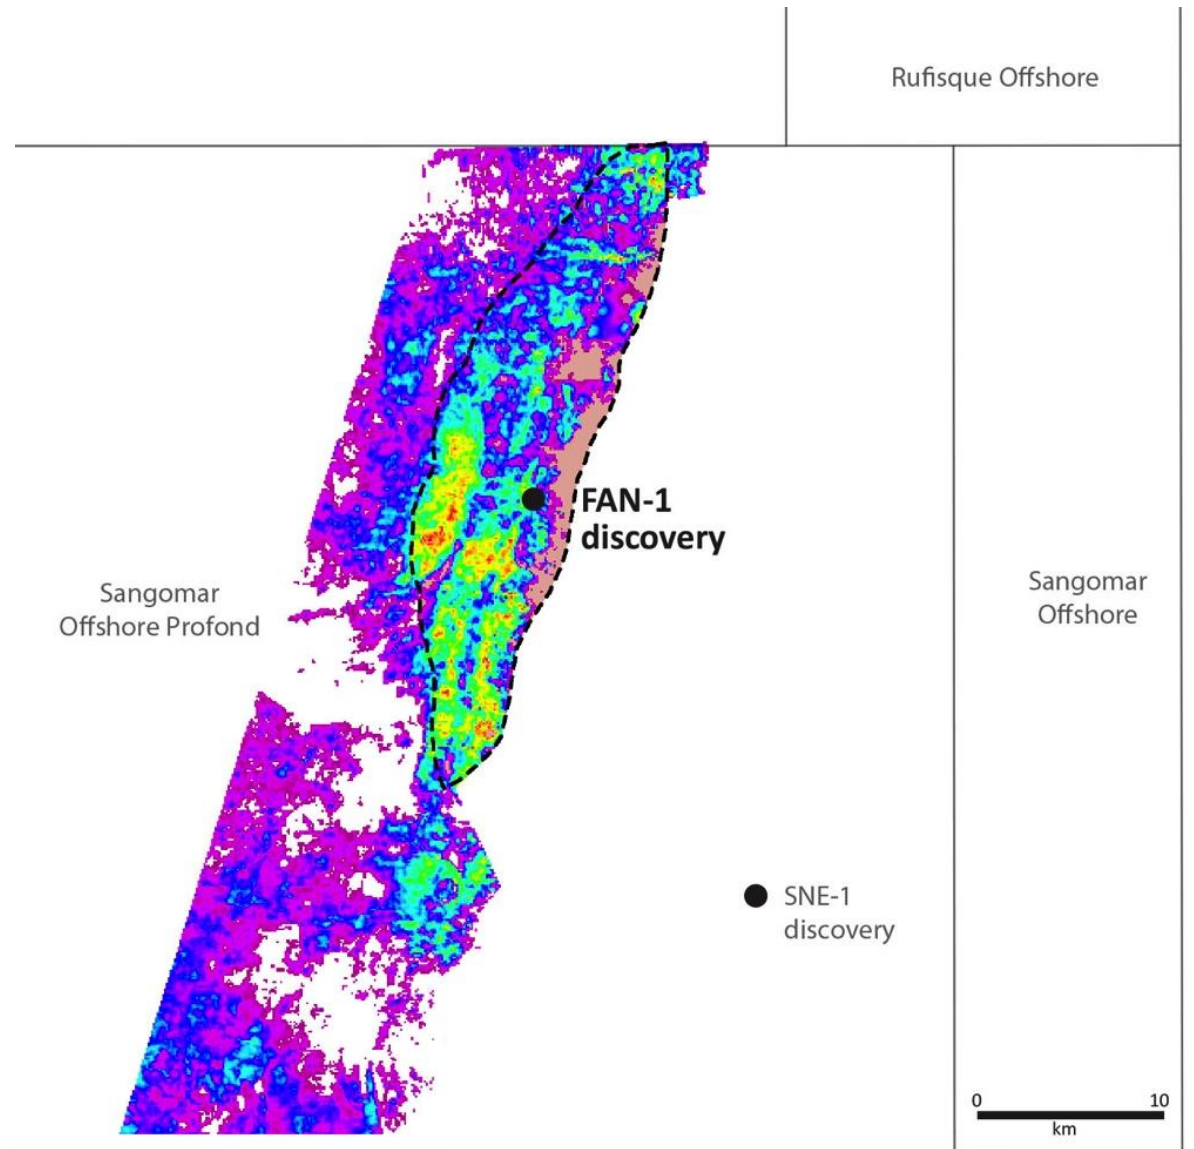 Rufisque Offshore
FAN-1
discovery
Sangomar
Offshore Profond
Sangomar
Offshore
SNE-1
discovery
0 10
km